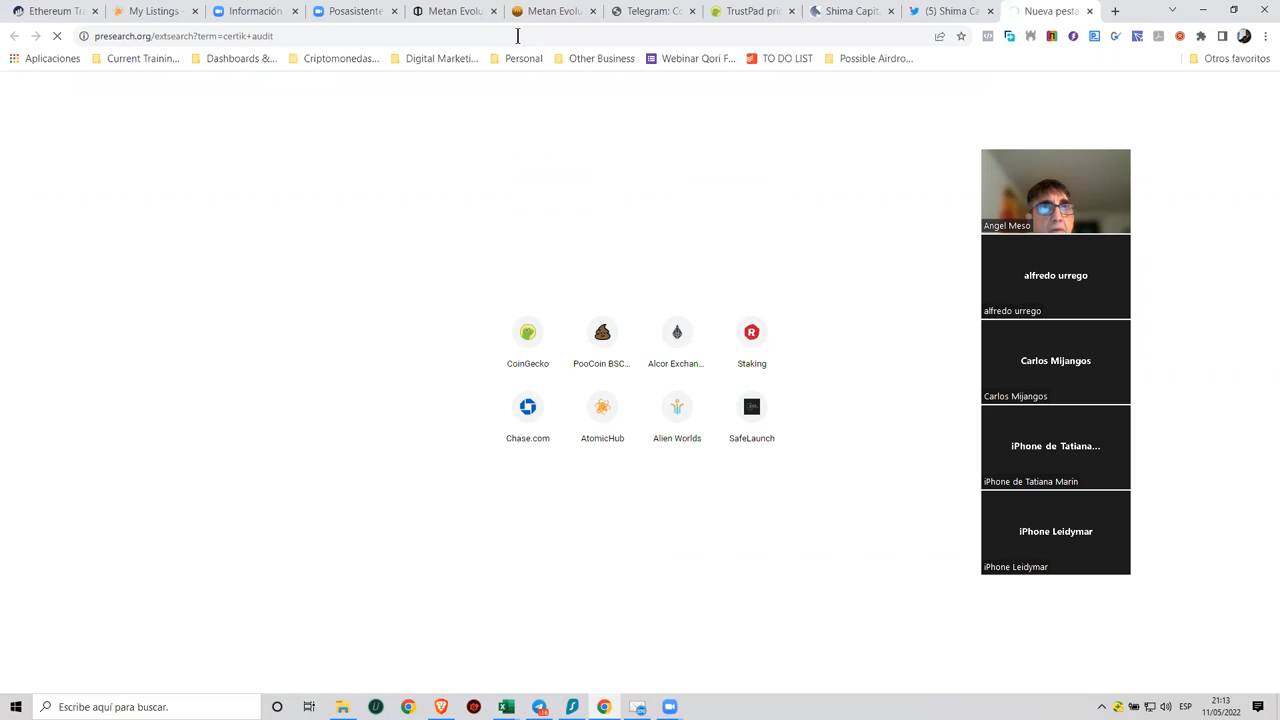 Ethereum Tr
My Listings -
Información
Posasistente
Metan Evolu
Metan Evolu
Telegram: Co
TrustPad pri
Shima Capit
(5) Shima Ca
Nueva pesta
presearch.org/extsearch?term=certik+audit
Aplicaciones
Current Trainin...
Dashboards &...
Criptomonedas...
Digital Marketi...
Personal
Other Business
Webinar Qori F...
TO DO LIST
Possible Airdro...
Otros favoritos
Angel Meso
alfredo urrego
alfredo urrego
Carlos Mijangos
Carlos Mijangos
iPhone de Tatiana...
iPhone de Tatiana Marin
iPhone Leidymar
iPhone Leidymar
CoinGecko
PooCoin BSC...
Alcor Exchan...
Staking
Chase.com
AtomicHub
Alien Worlds
SafeLaunch
Escribe aquí para buscar.
ESP
21:13
11/05/2022